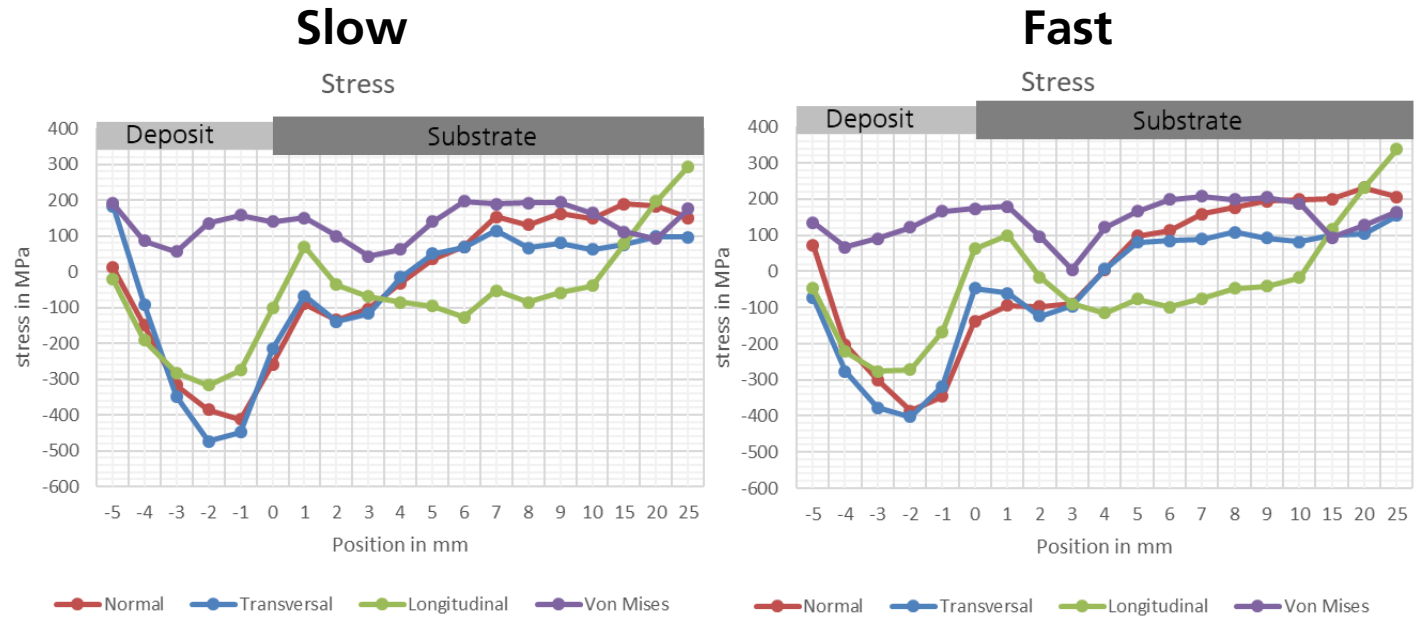 Slow
Stress
Deposit
Substrate
400
300
200
100
0
-100
-200
-300
-400
-500
-600
stress in MPa
-5 -4 -3 -2 -1 0 1 2 3 4 5 6 7 8 9 10 15 20 25
Position in mm
Normal Transversal Longitudinal Von Mises
Fast
Stress
Deposit
Substrate
400
300
200
100
0
-100
-200
-300
-400
-500
-600
stress in MPa
-5 -4 -3 -2 -1 0 1 2 3 4 5 6 7 8 9 10 15 20 25
Position in mm
Normal Transversal Longitudinal Von Mises